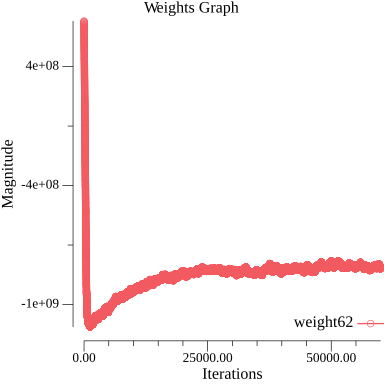 Weights Graph
4e+08
-4e+08
-1e+09
Magnitude
weight62
0.00
25000.00
50000.00
Iterations